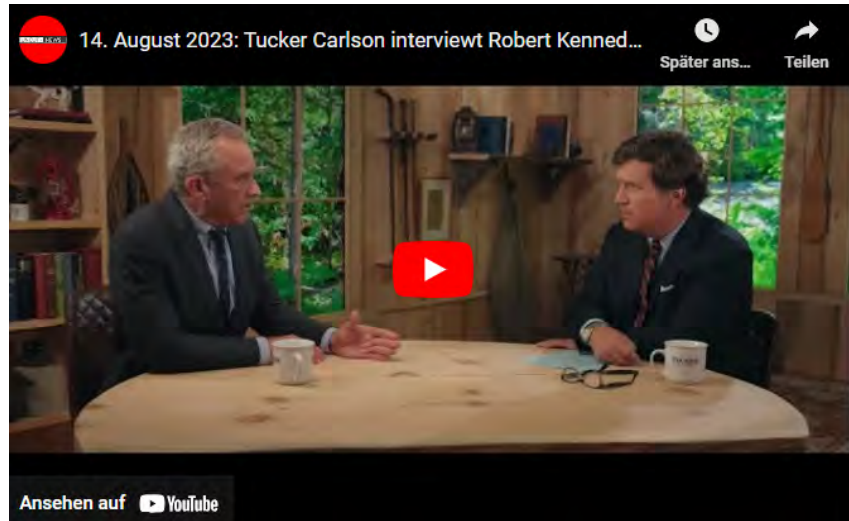 14. August 2023: Tucker Carlson interviewt Robert Kenned...
Später ans...
Teilen
Ansehen auf YouTube